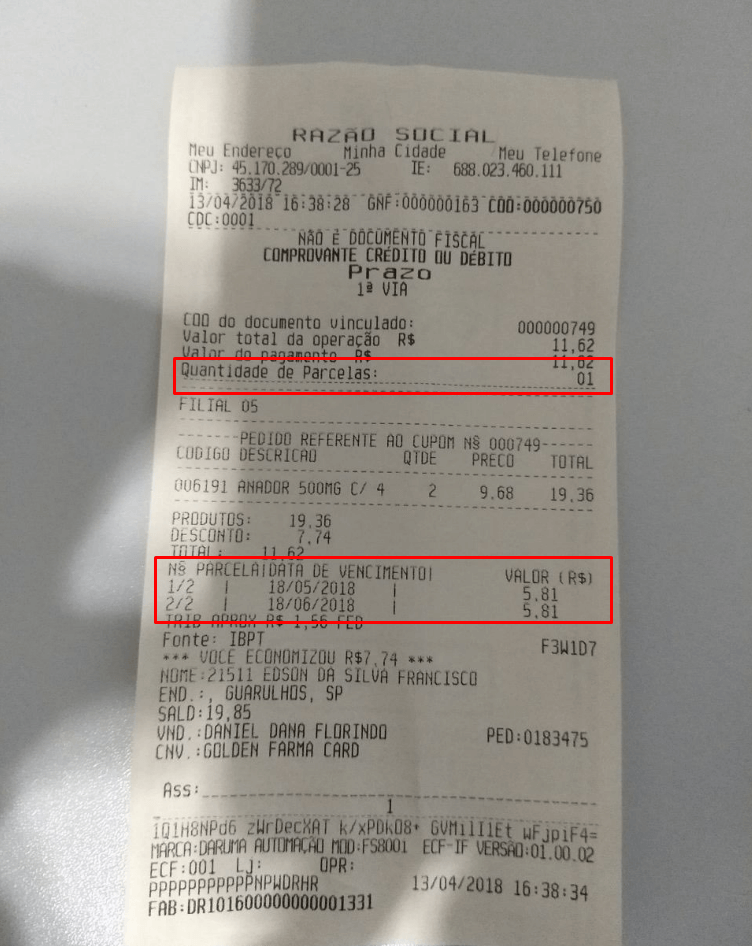 RAZÃO SOCIAL
Meu Endereço Minha Cidade Meu Telefone
CNPJ: 45.170.289/0001-25 IE: 688.023.460.111
IM: 3633/72
13/04/2018 16:38:28 GNF:000000163 COO:000000750
CDC:0001
NÃO É DOCUMENTO FISCAL
COMPROVANTE CRÉDITO OU DÉBITO
Prazo
1ª VIA
COO do documento vinculado: 000000749
Valor total da operação R$ 11,62
Valor do pagamento R$ 11,62
Quantidade de Parcelas: 01
FILIAL 05
-------PEDIDO REFERENTE AO CUPOM Nº 000749------
CODIGO DESCRICAO QTDE PRECO TOTAL
006191 ANADOR 500MG C/ 4 2 9.68 19,36
PRODUTOS: 19,36
DESCONTO: 7,74
TOTAL: 11,62
Nº PARCELA|DATA DE VENCIMENTO| VALOR (R$)
1/2 | 18/05/2018 | 5,81
2/2 | 18/06/2018 | 5,81
TRIB APROX R$ 1,56 FED
Fonte: IBPT F3W1D7
*** VOCE ECONOMIZOU R$7,74 ***
NOME:21511 EDSON DA SILVA FRANCISCO
END.:, GUARULHOS, SP
SALD:19,85
VND.:DANIEL DANA FLORINDO PED:0183475
CNV.:GOLDEN FARMA CARD
Ass:
1
MARCA:DARUMA AUTOMAÇÃO MOD:FS8001 ECF-IF VERSÃO:01.00.02
ECF:001 Lj: OPR:
PPPPPPPPPPPNPWDRHR 13/04/2018 16:38:34
FAB:DR101600000000001331